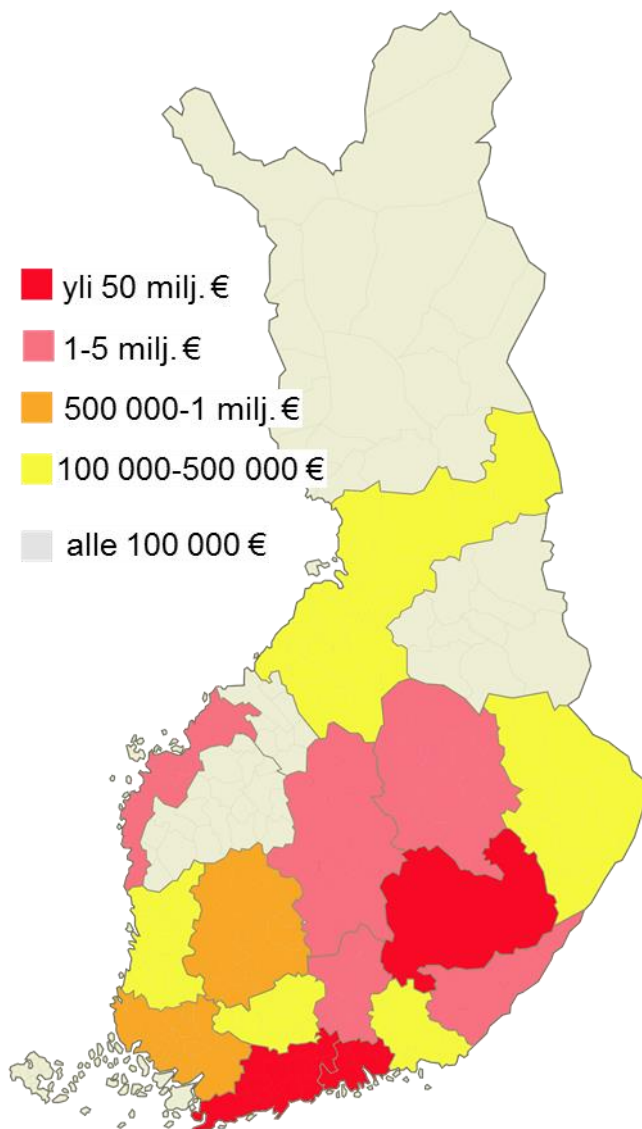 yli 50 milj. €
1-5 milj. €
500 000-1 milj. €
100 000-500 000 €
alle 100 000 €